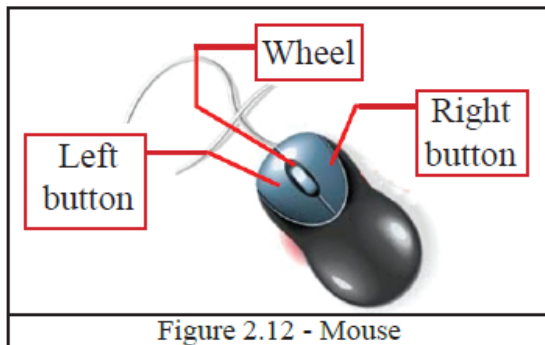 Wheel
Left
button
Right
button
Figure 2.12 - Mouse